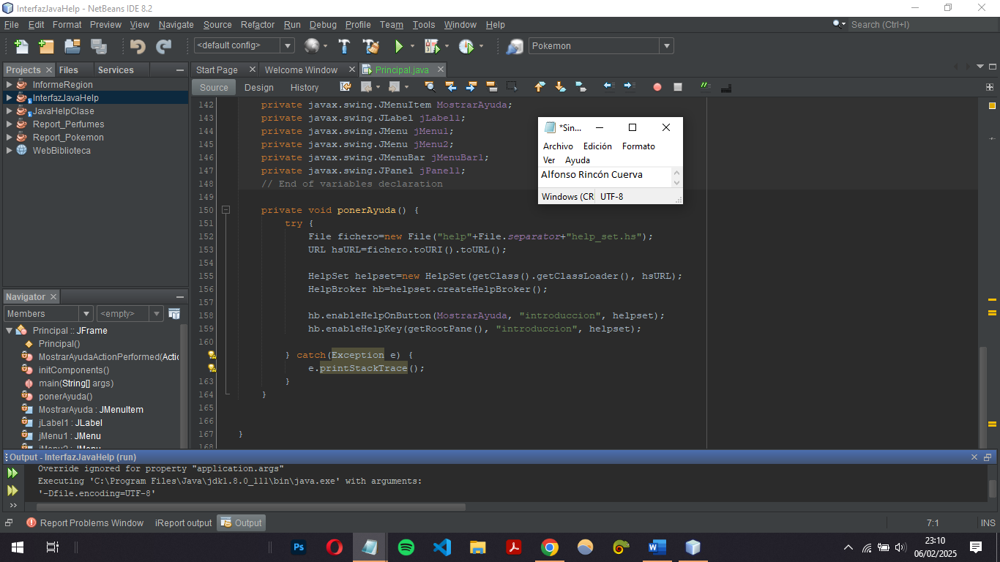 InterfazJavaHelp - NetBeans IDE 8.2
File Edit Format Preview View Navigate Source Refactor Run Debug Profile Team Tools Window Help
Search (Ctrl+I)
<default config>
Pokemon
Projects Files Services
InformeRegion
InterfazJavaHelp
JavaHelpClase
Report_Perfumes
Report_Pokemon
WebBiblioteca
Navigator
Members <empty>
Principal :: JFrame
Principal()
MostrarAyudaActionPerformed(Actic
initComponents()
main(String[] args)
ponerAyuda()
MostrarAyuda : JMenuItem
jLabel1 : JLabel
jMenu1 : JMenu
jMenu2 : JMenu
Start Page Welcome Window Principal.java
Source Design History
142 private javax.swing.JMenuItem MostrarAyuda;
143 private javax.swing.JLabel jLabel1;
144 private javax.swing.JMenu jMenu1;
145 private javax.swing.JMenu jMenu2;
146 private javax.swing.JMenuBar jMenuBar1;
147 private javax.swing.JPanel jPanel1;
148 // End of variables declaration
149
150 private void ponerAyuda() {
151 try {
152 File fichero=new File("help"+File.separator+"help_set.hs");
153 URL hsURL=fichero.toURI().toURL();
154
155 HelpSet helpset=new HelpSet(getClass().getClassLoader(), hsURL);
156 HelpBroker hb=helpset.createHelpBroker();
157
158 hb.enableHelpOnButton(MostrarAyuda, "introduccion", helpset);
159 hb.enableHelpKey(getRootPane(), "introduccion", helpset);
160
} catch(Exception e) {
e.printStackTrace();
163 }
164 }
165
166
167 }
168
*Sin...
Archivo Edición Formato
Ver Ayuda
Alfonso Rincón Cuerva
Windows (CR UTF-8
Output - InterfazJavaHelp (run)
Override ignored for property "application.args"
Executing 'C:\Program Files\Java\jdk1.8.0_111\bin\java.exe' with arguments:
'-Dfile.encoding=UTF-8'
Report Problems Window iReport output Output
7:1 INS
Ps
23:10
06/02/2025